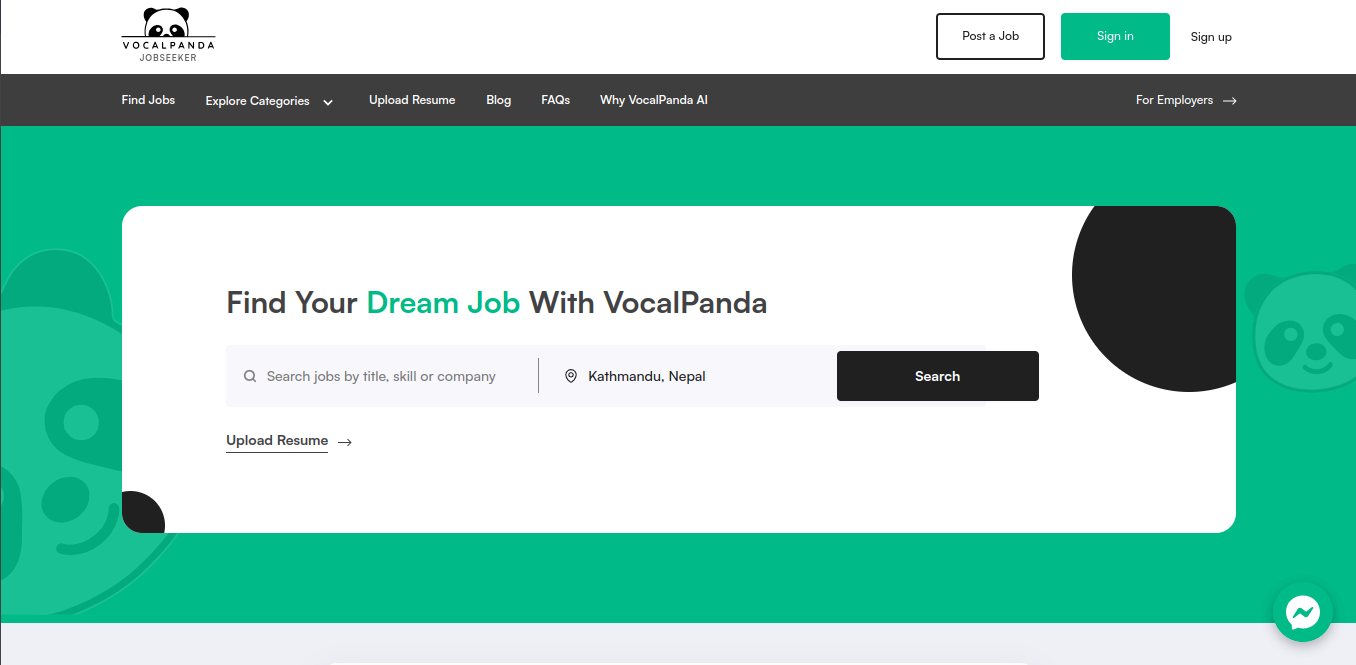 VOCALPANDA
JOBSEEKER
Post a Job
Sign in
Sign up
Find Jobs
Explore Categories
Upload Resume
Blog
FAQs
Why VocalPanda AI
For Employers
Find Your Dream Job With VocalPanda
Search jobs by title, skill or company
Kathmandu, Nepal
Search
Upload Resume